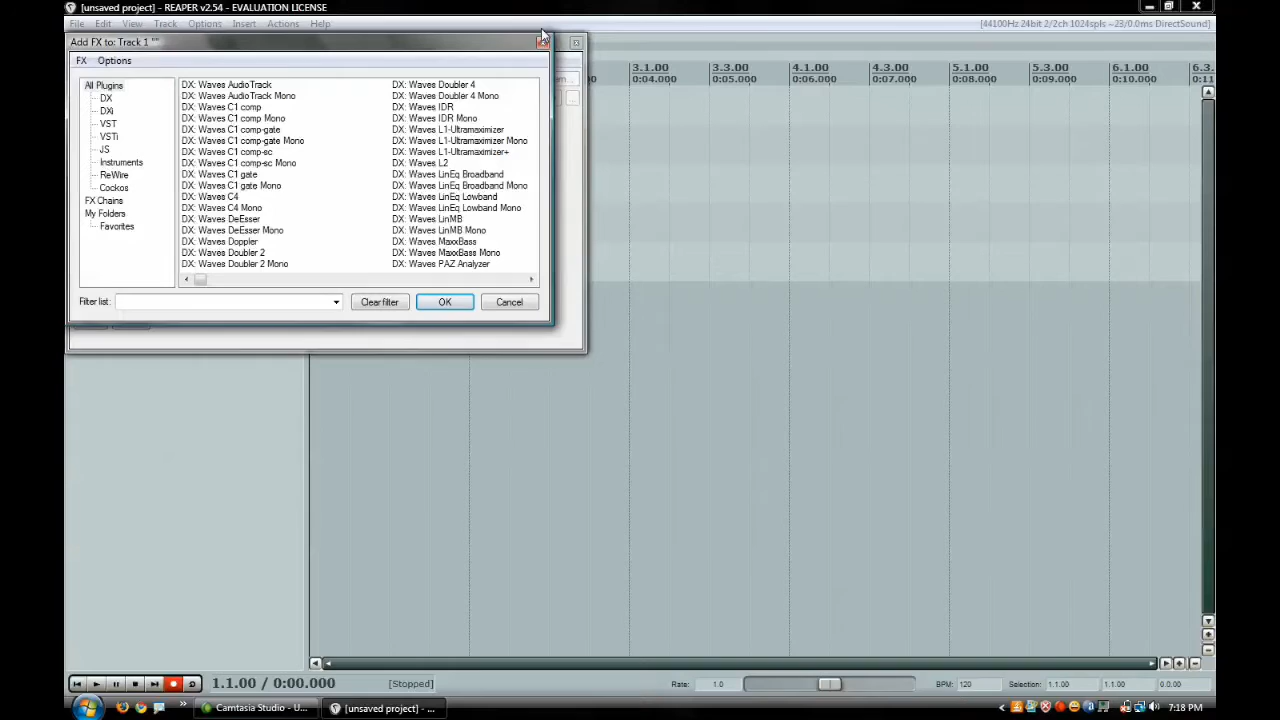 [unsaved project] - REAPER v2.54 - EVALUATION LICENSE
File Edit View Track Options Insert Actions Help
[44100Hz 24bit 2/2ch 1024spls ~23/0.0ms DirectSound]
Add FX to: Track 1 ""
FX Options
All Plugins
DX
DXi
VST
VSTi
JS
Instruments
ReWire
Cockos
FX Chains
My Folders
Favorites
DX: Waves AudioTrack
DX: Waves AudioTrack Mono
DX: Waves C1 comp
DX: Waves C1 comp Mono
DX: Waves C1 comp-gate
DX: Waves C1 comp-gate Mono
DX: Waves C1 comp-sc
DX: Waves C1 comp-sc Mono
DX: Waves C1 gate
DX: Waves C1 gate Mono
DX: Waves C4
DX: Waves C4 Mono
DX: Waves DeEsser
DX: Waves DeEsser Mono
DX: Waves Doppler
DX: Waves Doubler 2
DX: Waves Doubler 2 Mono
DX: Waves Doubler 4
DX: Waves Doubler 4 Mono
DX: Waves IDR
DX: Waves IDR Mono
DX: Waves L1-Ultramaximizer
DX: Waves L1-Ultramaximizer Mono
DX: Waves L1-Ultramaximizer+
DX: Waves L2
DX: Waves LinEq Broadband
DX: Waves LinEq Broadband Mono
DX: Waves LinEq Lowband
DX: Waves LinEq Lowband Mono
DX: Waves LinMB
DX: Waves LinMB Mono
DX: Waves MaxxBass
DX: Waves MaxxBass Mono
DX: Waves PAZ Analyzer
Filter list: Clear filter OK Cancel
3.1.00 3.3.00 4.1.00 4.3.00 5.1.00 5.3.00 6.1.00 6.3.
0:04.000 0:05.000 0:06.000 0:07.000 0:08.000 0:09.000 0:10.000 0:11
1.1.00 / 0:00.000 [Stopped] Rate: 1.0 BPM: 120 Selection: 1.1.00 1.1.00 0.0.00
Camtasia Studio - U... [unsaved project] - ... 7:18 PM